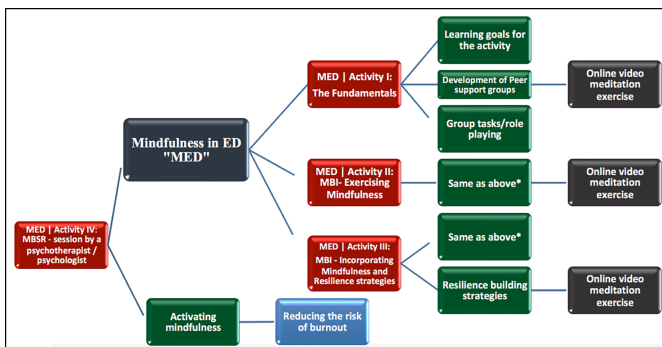 Learning goals for
the activity
MED | Activity I:
The Fundamentals
Development of Peer
support groups
Online video
meditation
exercise
Group tasks/role
playing
Mindfulness in ED
"MED"
MED | Activity II:
MBI- Exercising
Mindfulness
Same as above*
Online video
meditation
exercise
MED | Activity IV:
MBSR - session by a
psychotherapist /
psychologist
MED | Activity III:
MBI - Incorporating
Mindfulness and
Resilience strategies
Same as above*
Resilience building
strategies
Online video
meditation
exercise
Activating
mindfulness
Reducing the risk
of burnout